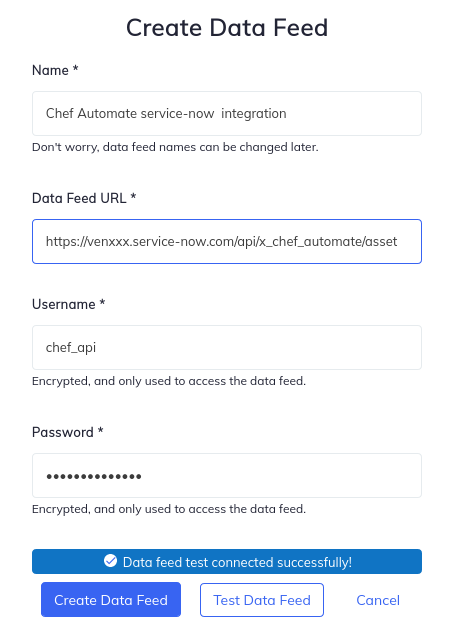 Create Data Feed
Name *
Chef Automate service-now  integration
Don't worry, data feed names can be changed later.
Data Feed URL *
https://venxxx.service-now.com/api/x_chef_automate/asset
Username *
chef_api
Encrypted, and only used to access the data feed.
Password *
••••••••••••••
Encrypted, and only used to access the data feed.
Data feed test connected successfully!
Create Data Feed Test Data Feed Cancel